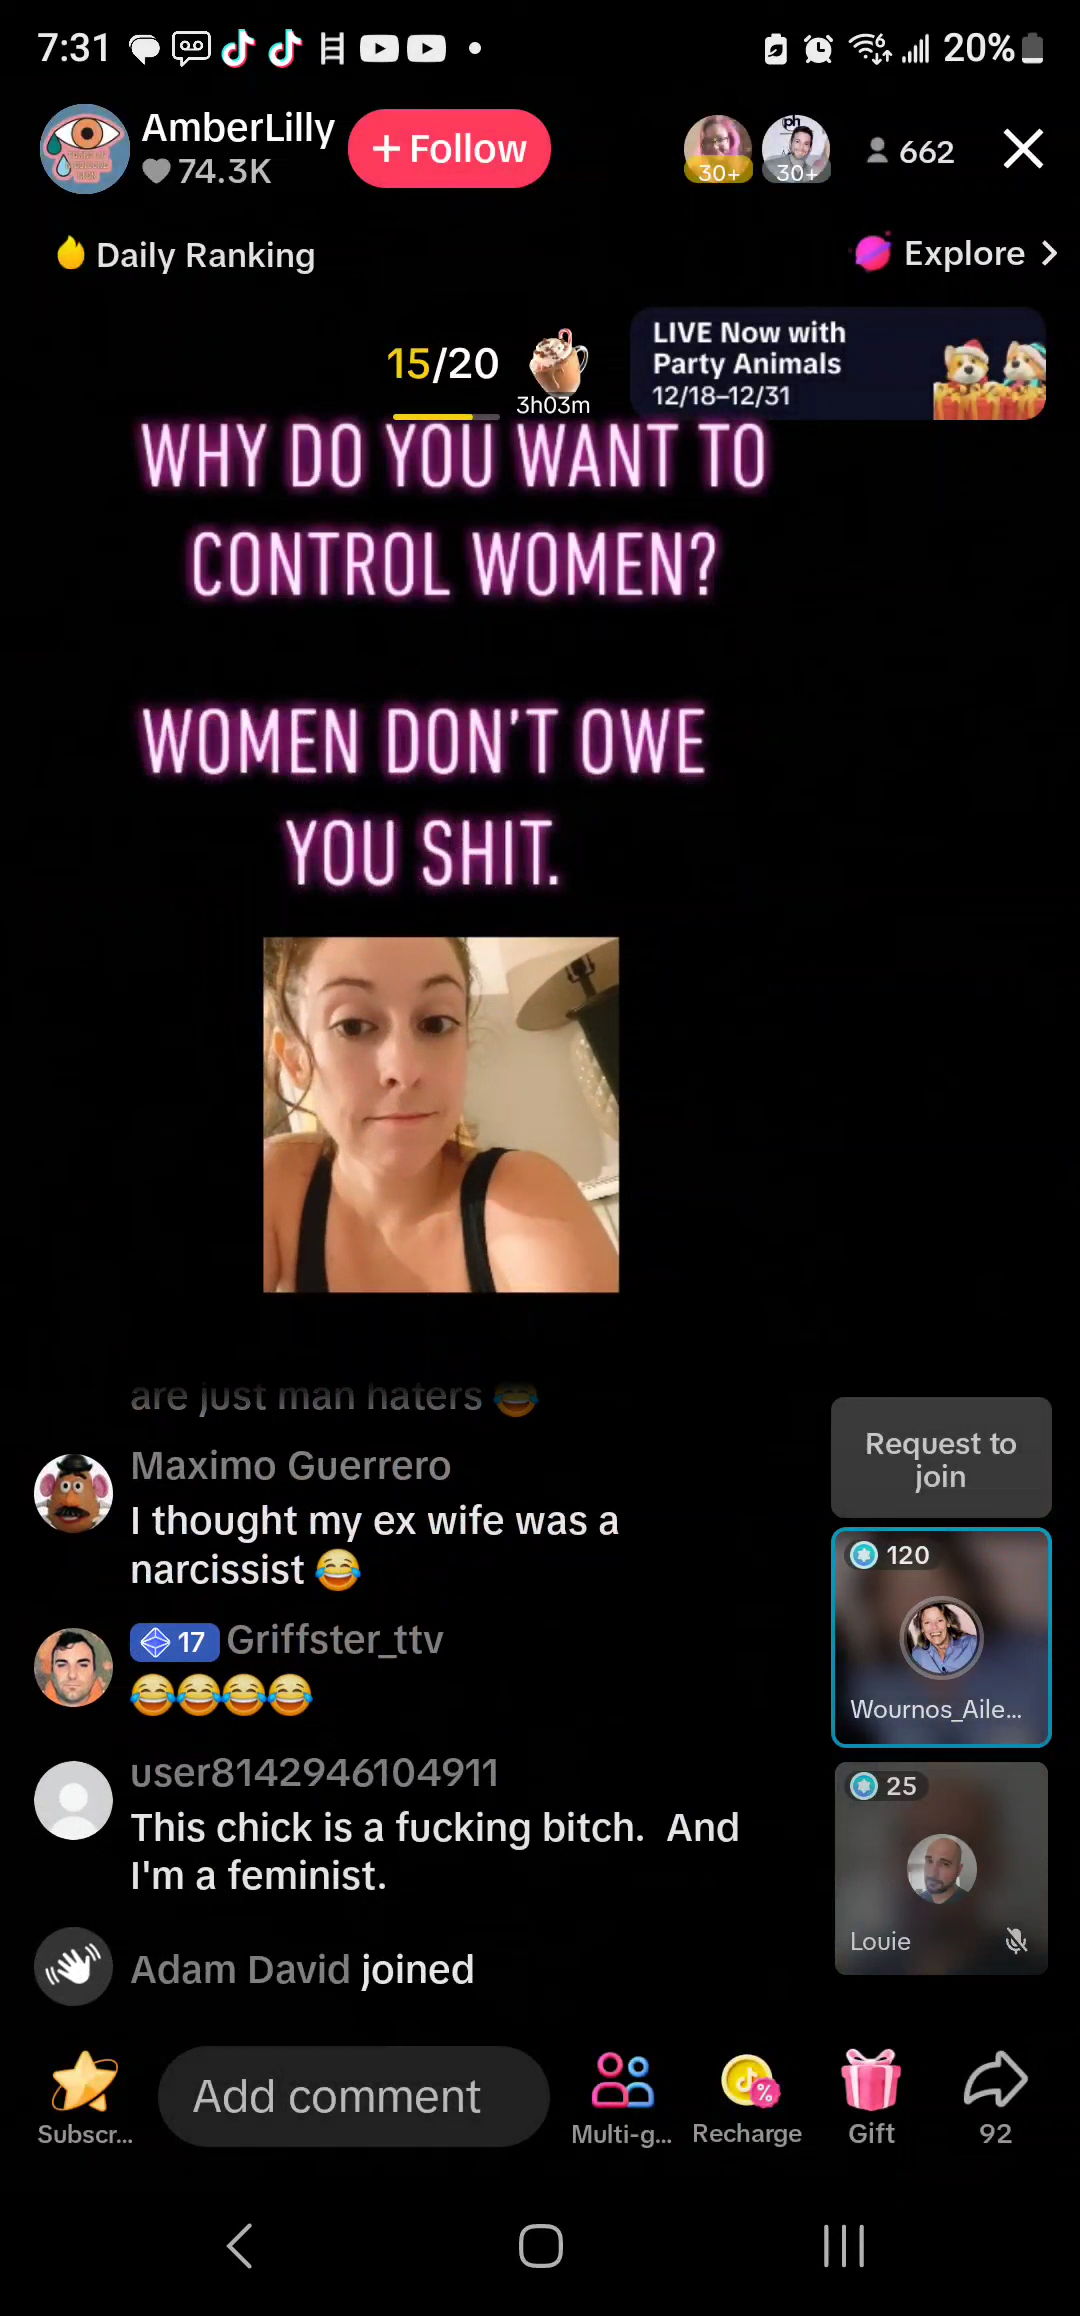 7:31 20%
AmberLilly
74.3K
+ Follow
30+ 30+
662
Daily Ranking
Explore >
15/20
3h03m
LIVE Now with
Party Animals
12/18–12/31
WHY DO YOU WANT TO
CONTROL WOMEN?
WOMEN DON'T OWE
YOU SHIT.
are just man haters 😂
Maximo Guerrero
I thought my ex wife was a
narcissist 😂
17 Griffster_ttv
😂😂😂😂
user8142946104911
This chick is a fucking bitch.  And
I'm a feminist.
Adam David joined
Request to
join
120
Wournos_Aile...
25
Louie
Subscr...
Add comment
Multi-g...
Recharge
Gift
92